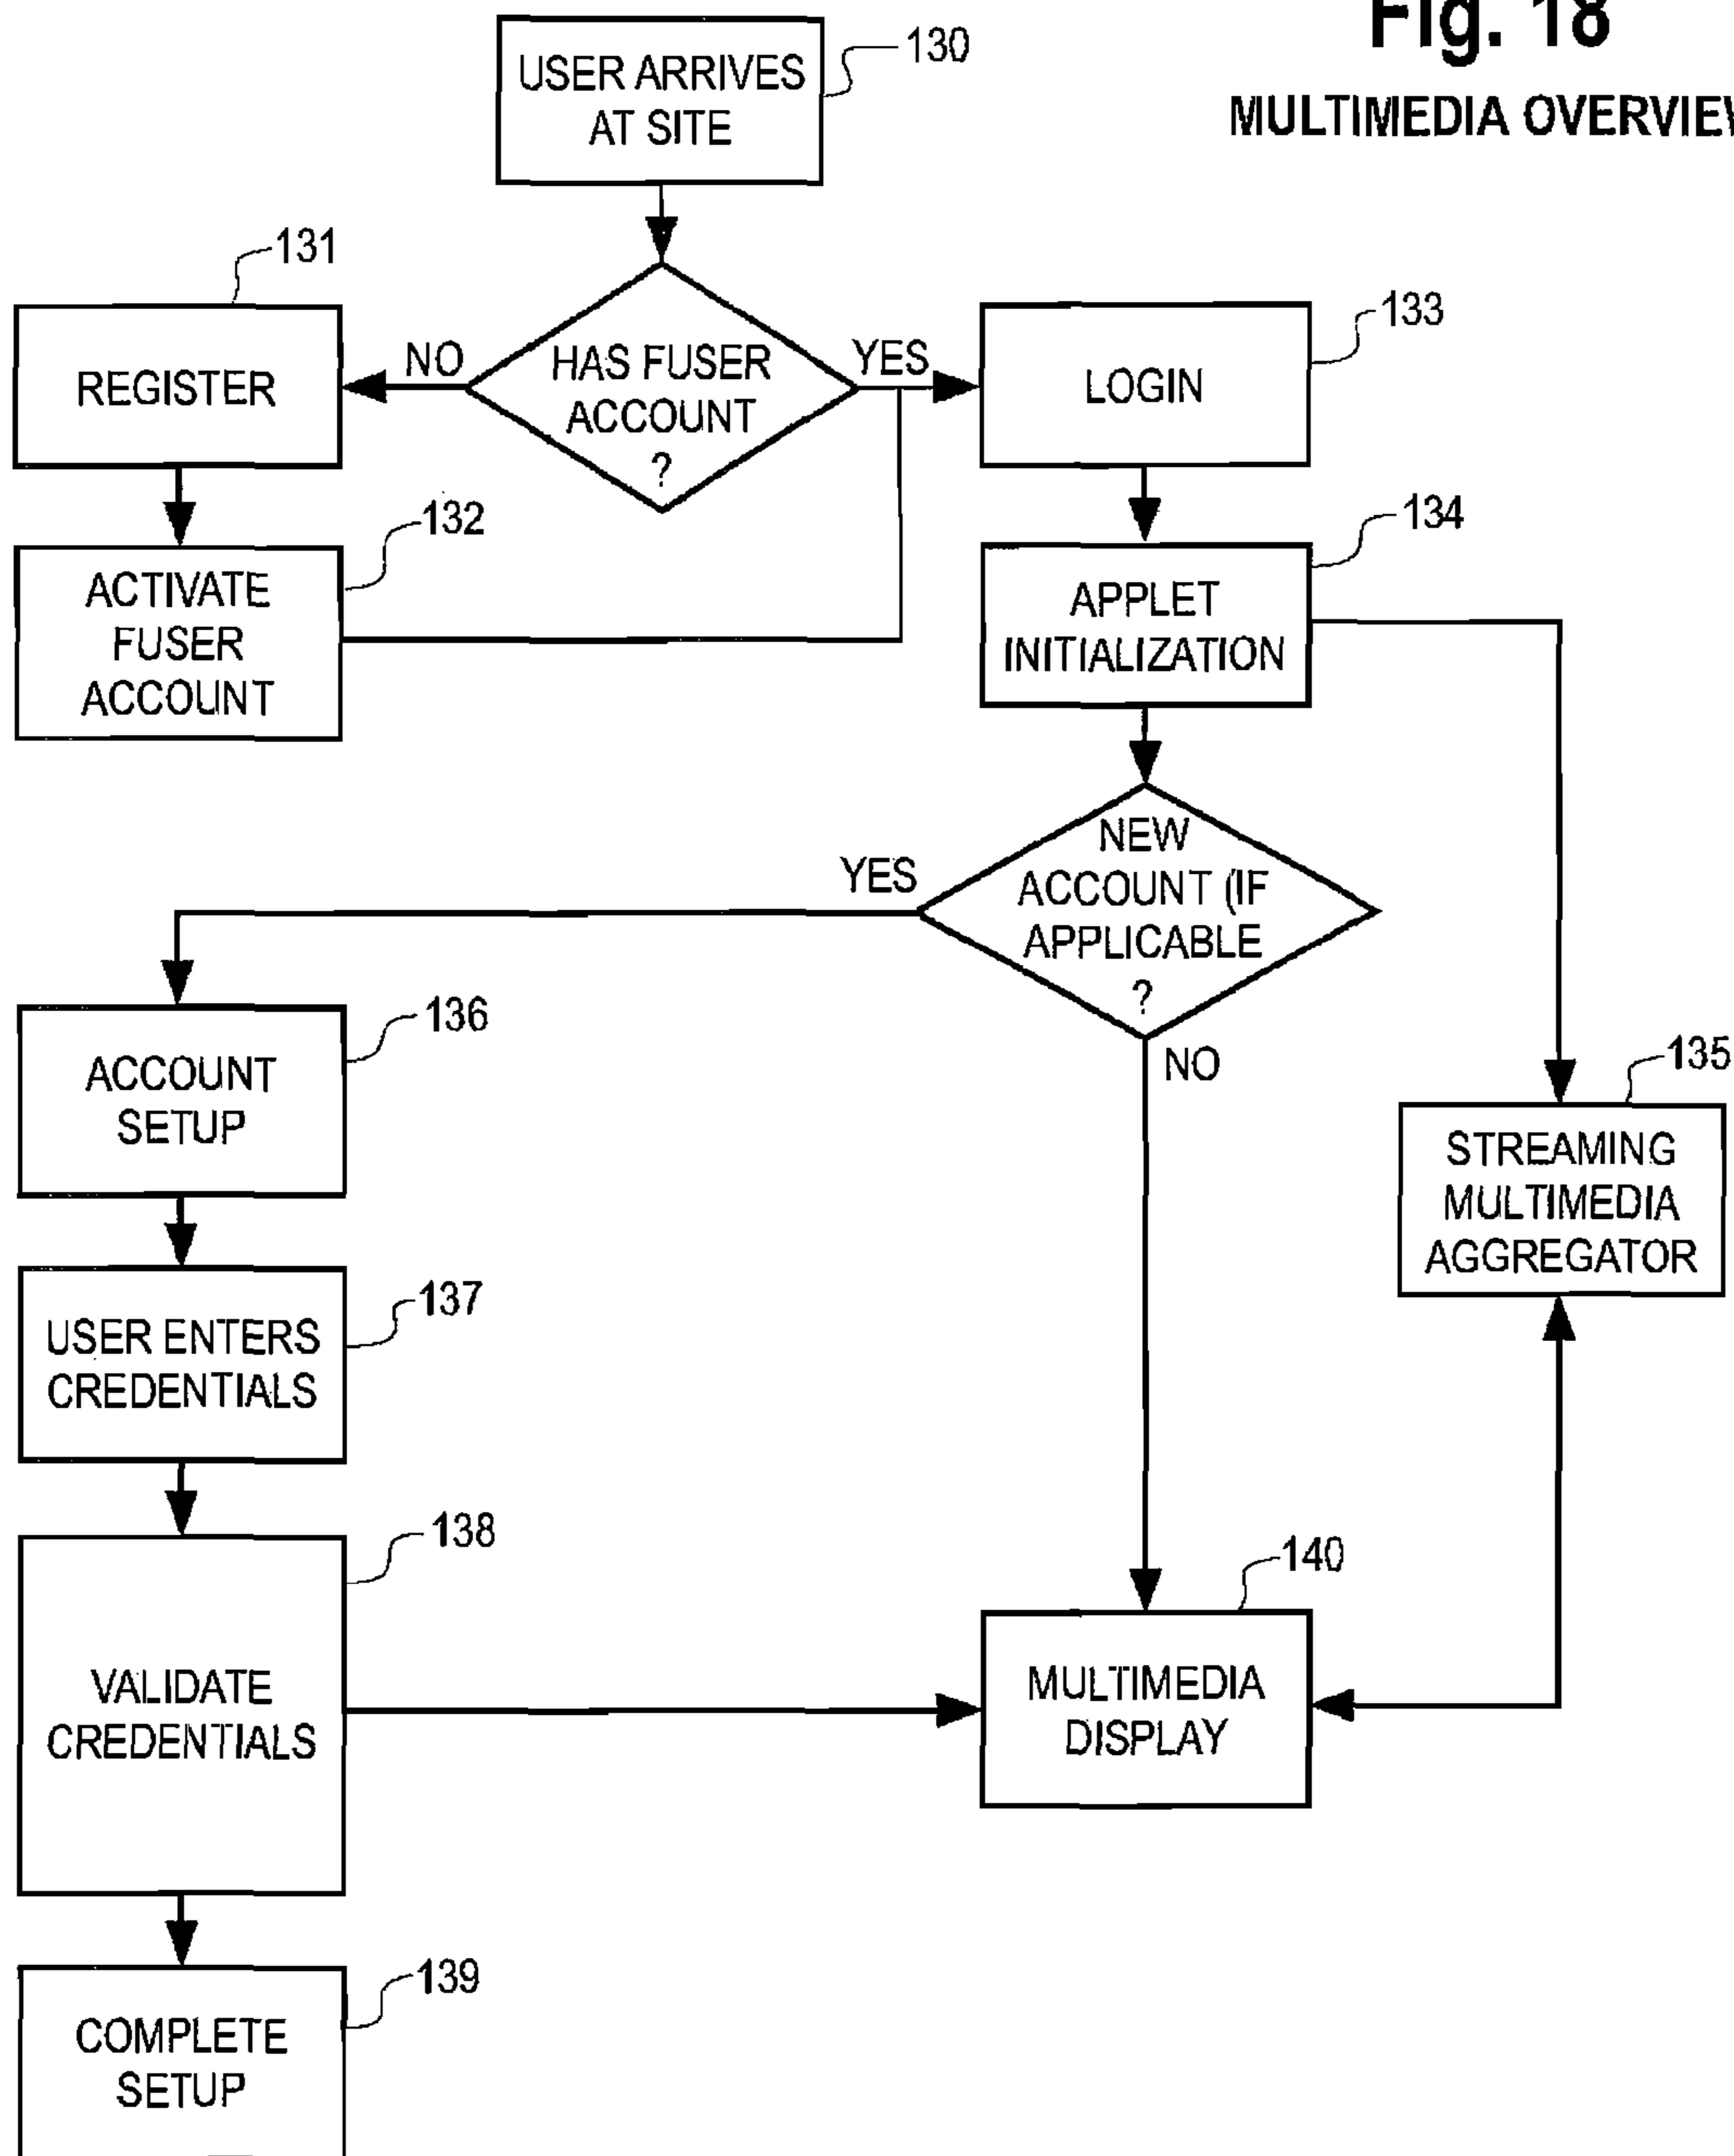 Fig. 18
MULTIMEDIA OVERVIEW
USER ARRIVES
AT SITE
130
131
REGISTER
NO
HAS FUSER
ACCOUNT
?
YES
LOGIN
133
132
ACTIVATE
FUSER
ACCOUNT
134
APPLET
INITIALIZATION
NEW
ACCOUNT (IF
APPLICABLE
?
YES
NO
136
ACCOUNT
SETUP
135
STREAMING
MULTIMEDIA
AGGREGATOR
137
USER ENTERS
CREDENTIALS
138
VALIDATE
CREDENTIALS
140
MULTIMEDIA
DISPLAY
139
COMPLETE
SETUP